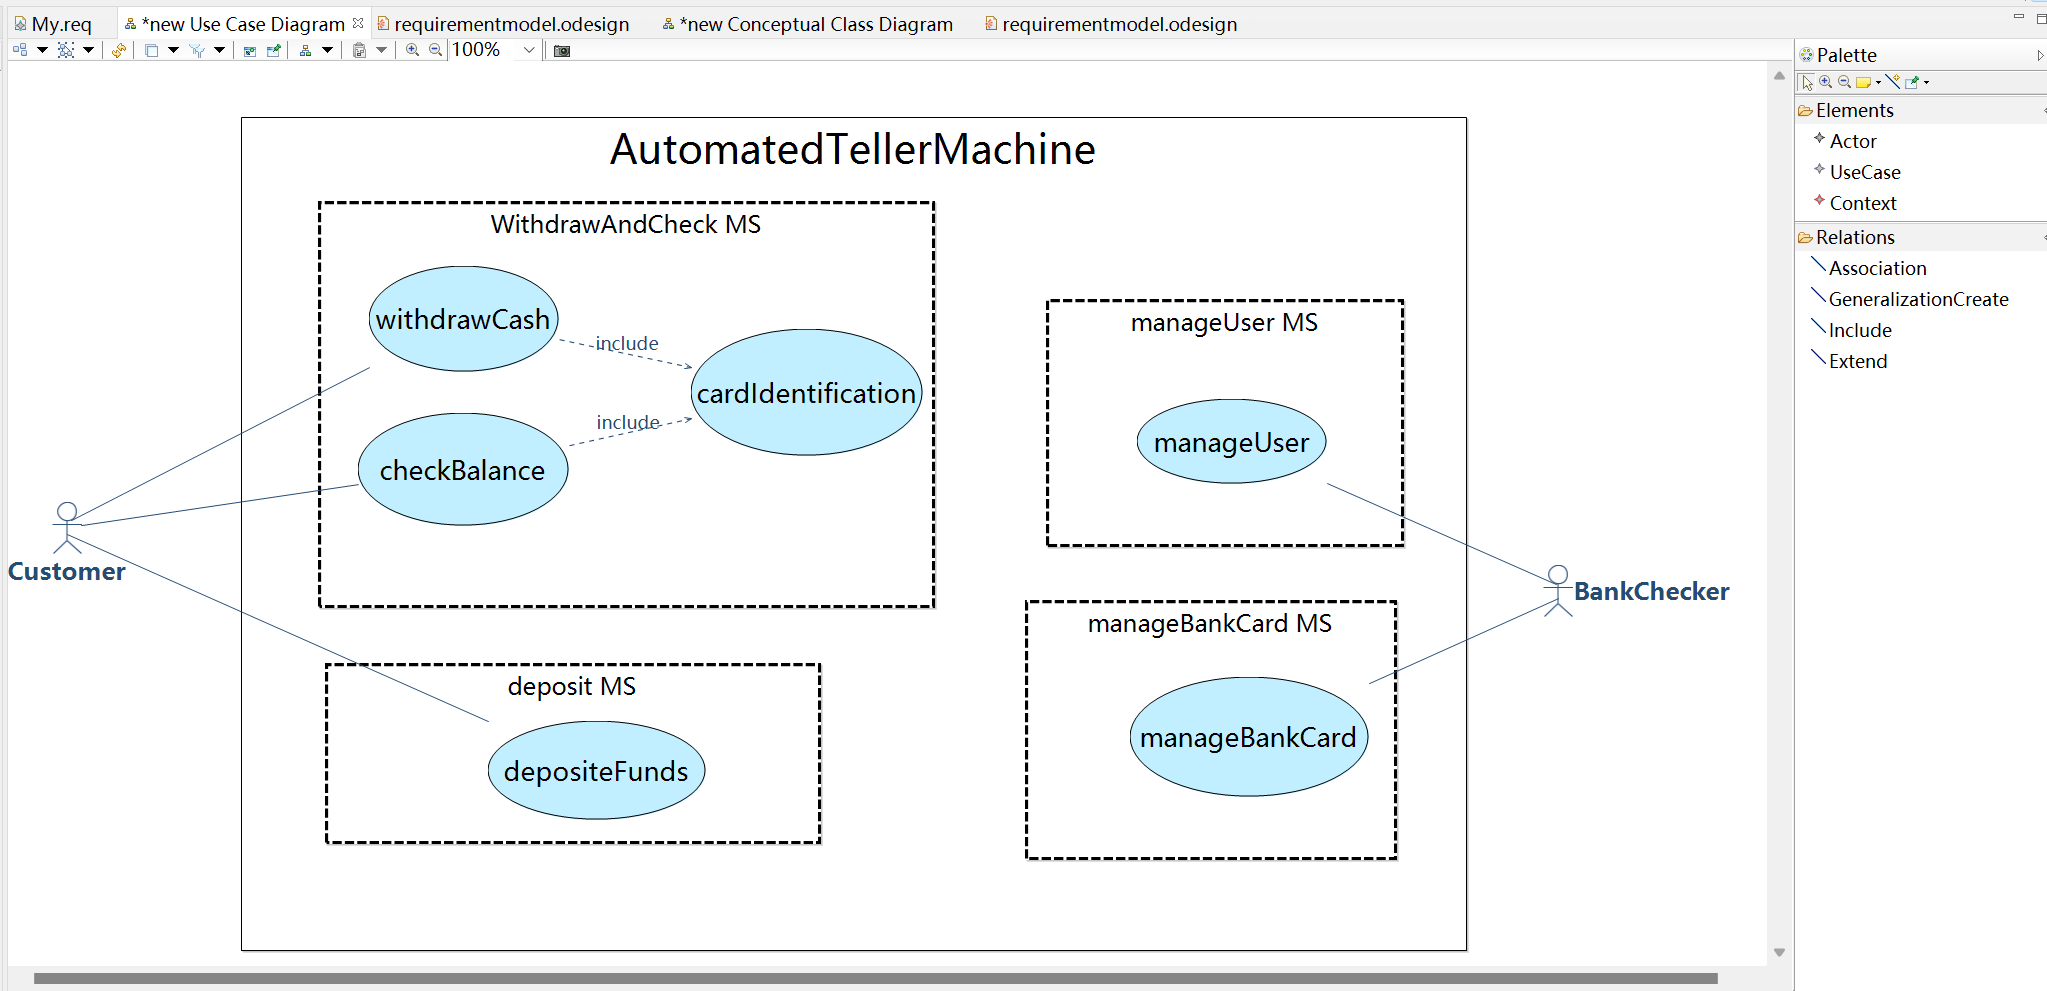 My.req
*new Use Case Diagram
requirementmodel.odesign
*new Conceptual Class Diagram
requirementmodel.odesign
100%
Palette
Elements
Actor
UseCase
Context
Relations
Association
GeneralizationCreate
Include
Extend
AutomatedTellerMachine
WithdrawAndCheck MS
withdrawCash
include
cardIdentification
include
checkBalance
manageUser MS
manageUser
Customer
BankChecker
manageBankCard MS
manageBankCard
deposit MS
depositeFunds